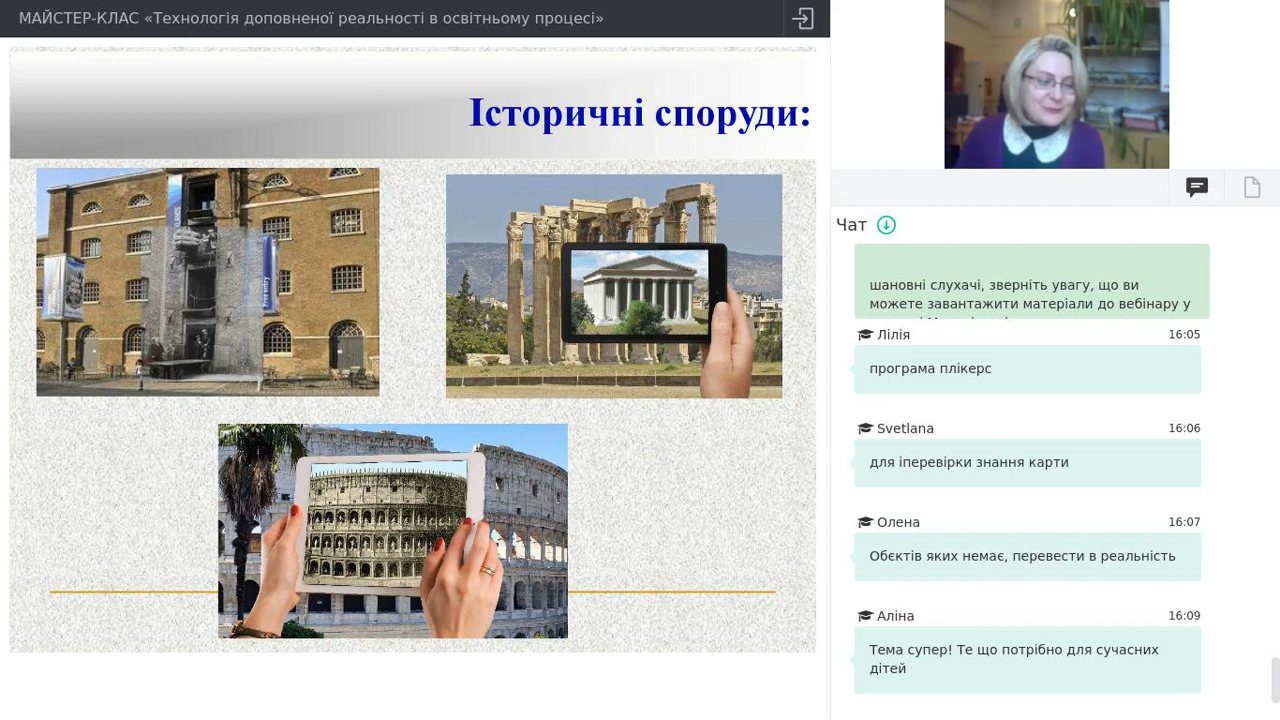 МАЙСТЕР-КЛАС «Технологія доповненої реальності в освітньому процесі»
Історичні споруди:
Free entry
Чат
шановні слухачі, зверніть увагу, що ви
можете завантажити матеріали до вебінару у
Лілія 16:05
програма плікерс
Svetlana 16:06
для іперевірки знання карти
Олена 16:07
Обєктів яких немає, перевести в реальність
Аліна 16:09
Тема супер! Те що потрібно для сучасних
дітей